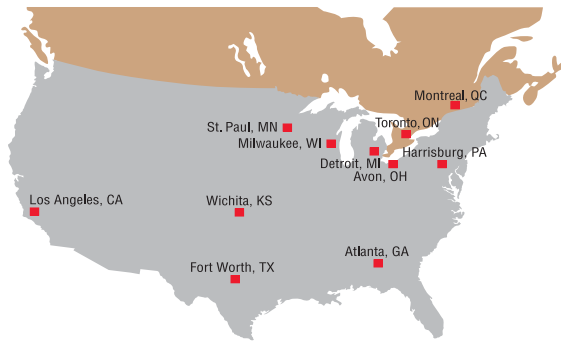 Montreal, QC
Toronto, ON
St. Paul, MN
Milwaukee, WI
Detroit, MI
Harrisburg, PA
Avon, OH
Los Angeles, CA
Wichita, KS
Atlanta, GA
Fort Worth, TX